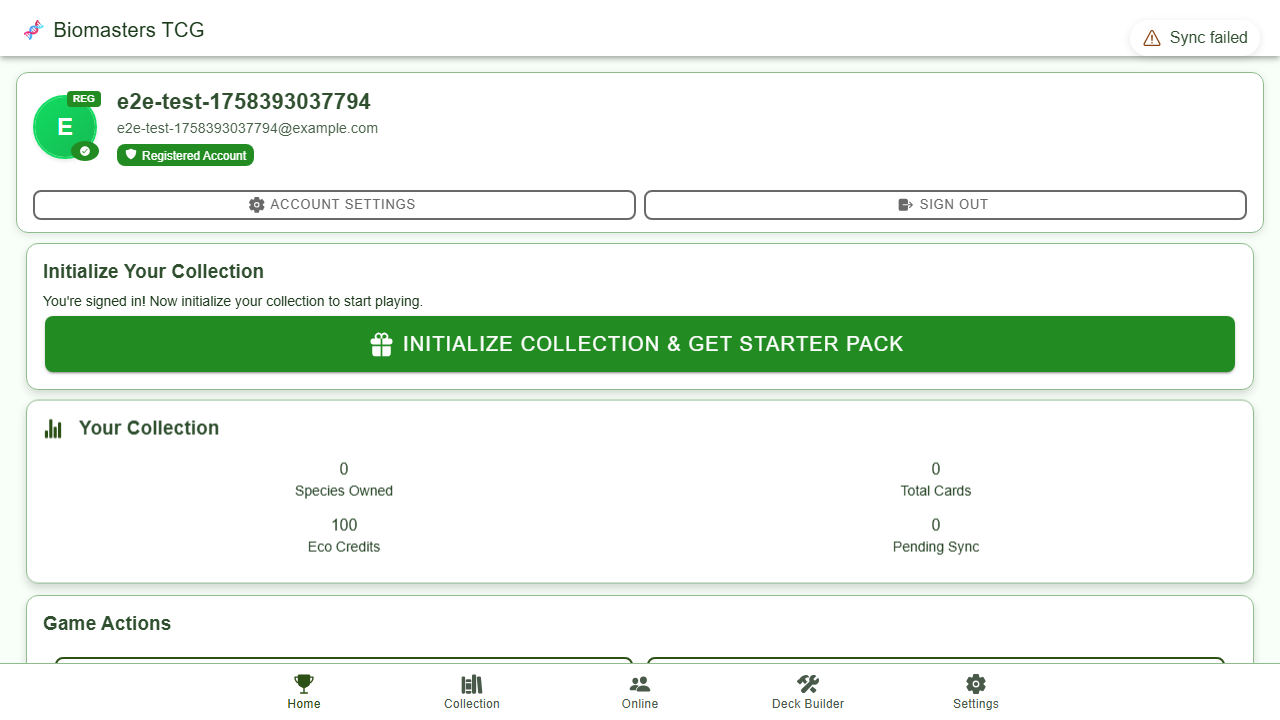 Biomasters TCG
Sync failed
REG
E
e2e-test-1758393037794
e2e-test-1758393037794@example.com
Registered Account
ACCOUNT SETTINGS
SIGN OUT
Initialize Your Collection
You're signed in! Now initialize your collection to start playing.
INITIALIZE COLLECTION & GET STARTER PACK
Your Collection
0
Species Owned
0
Total Cards
100
Eco Credits
0
Pending Sync
Game Actions
Home
Collection
Online
Deck Builder
Settings